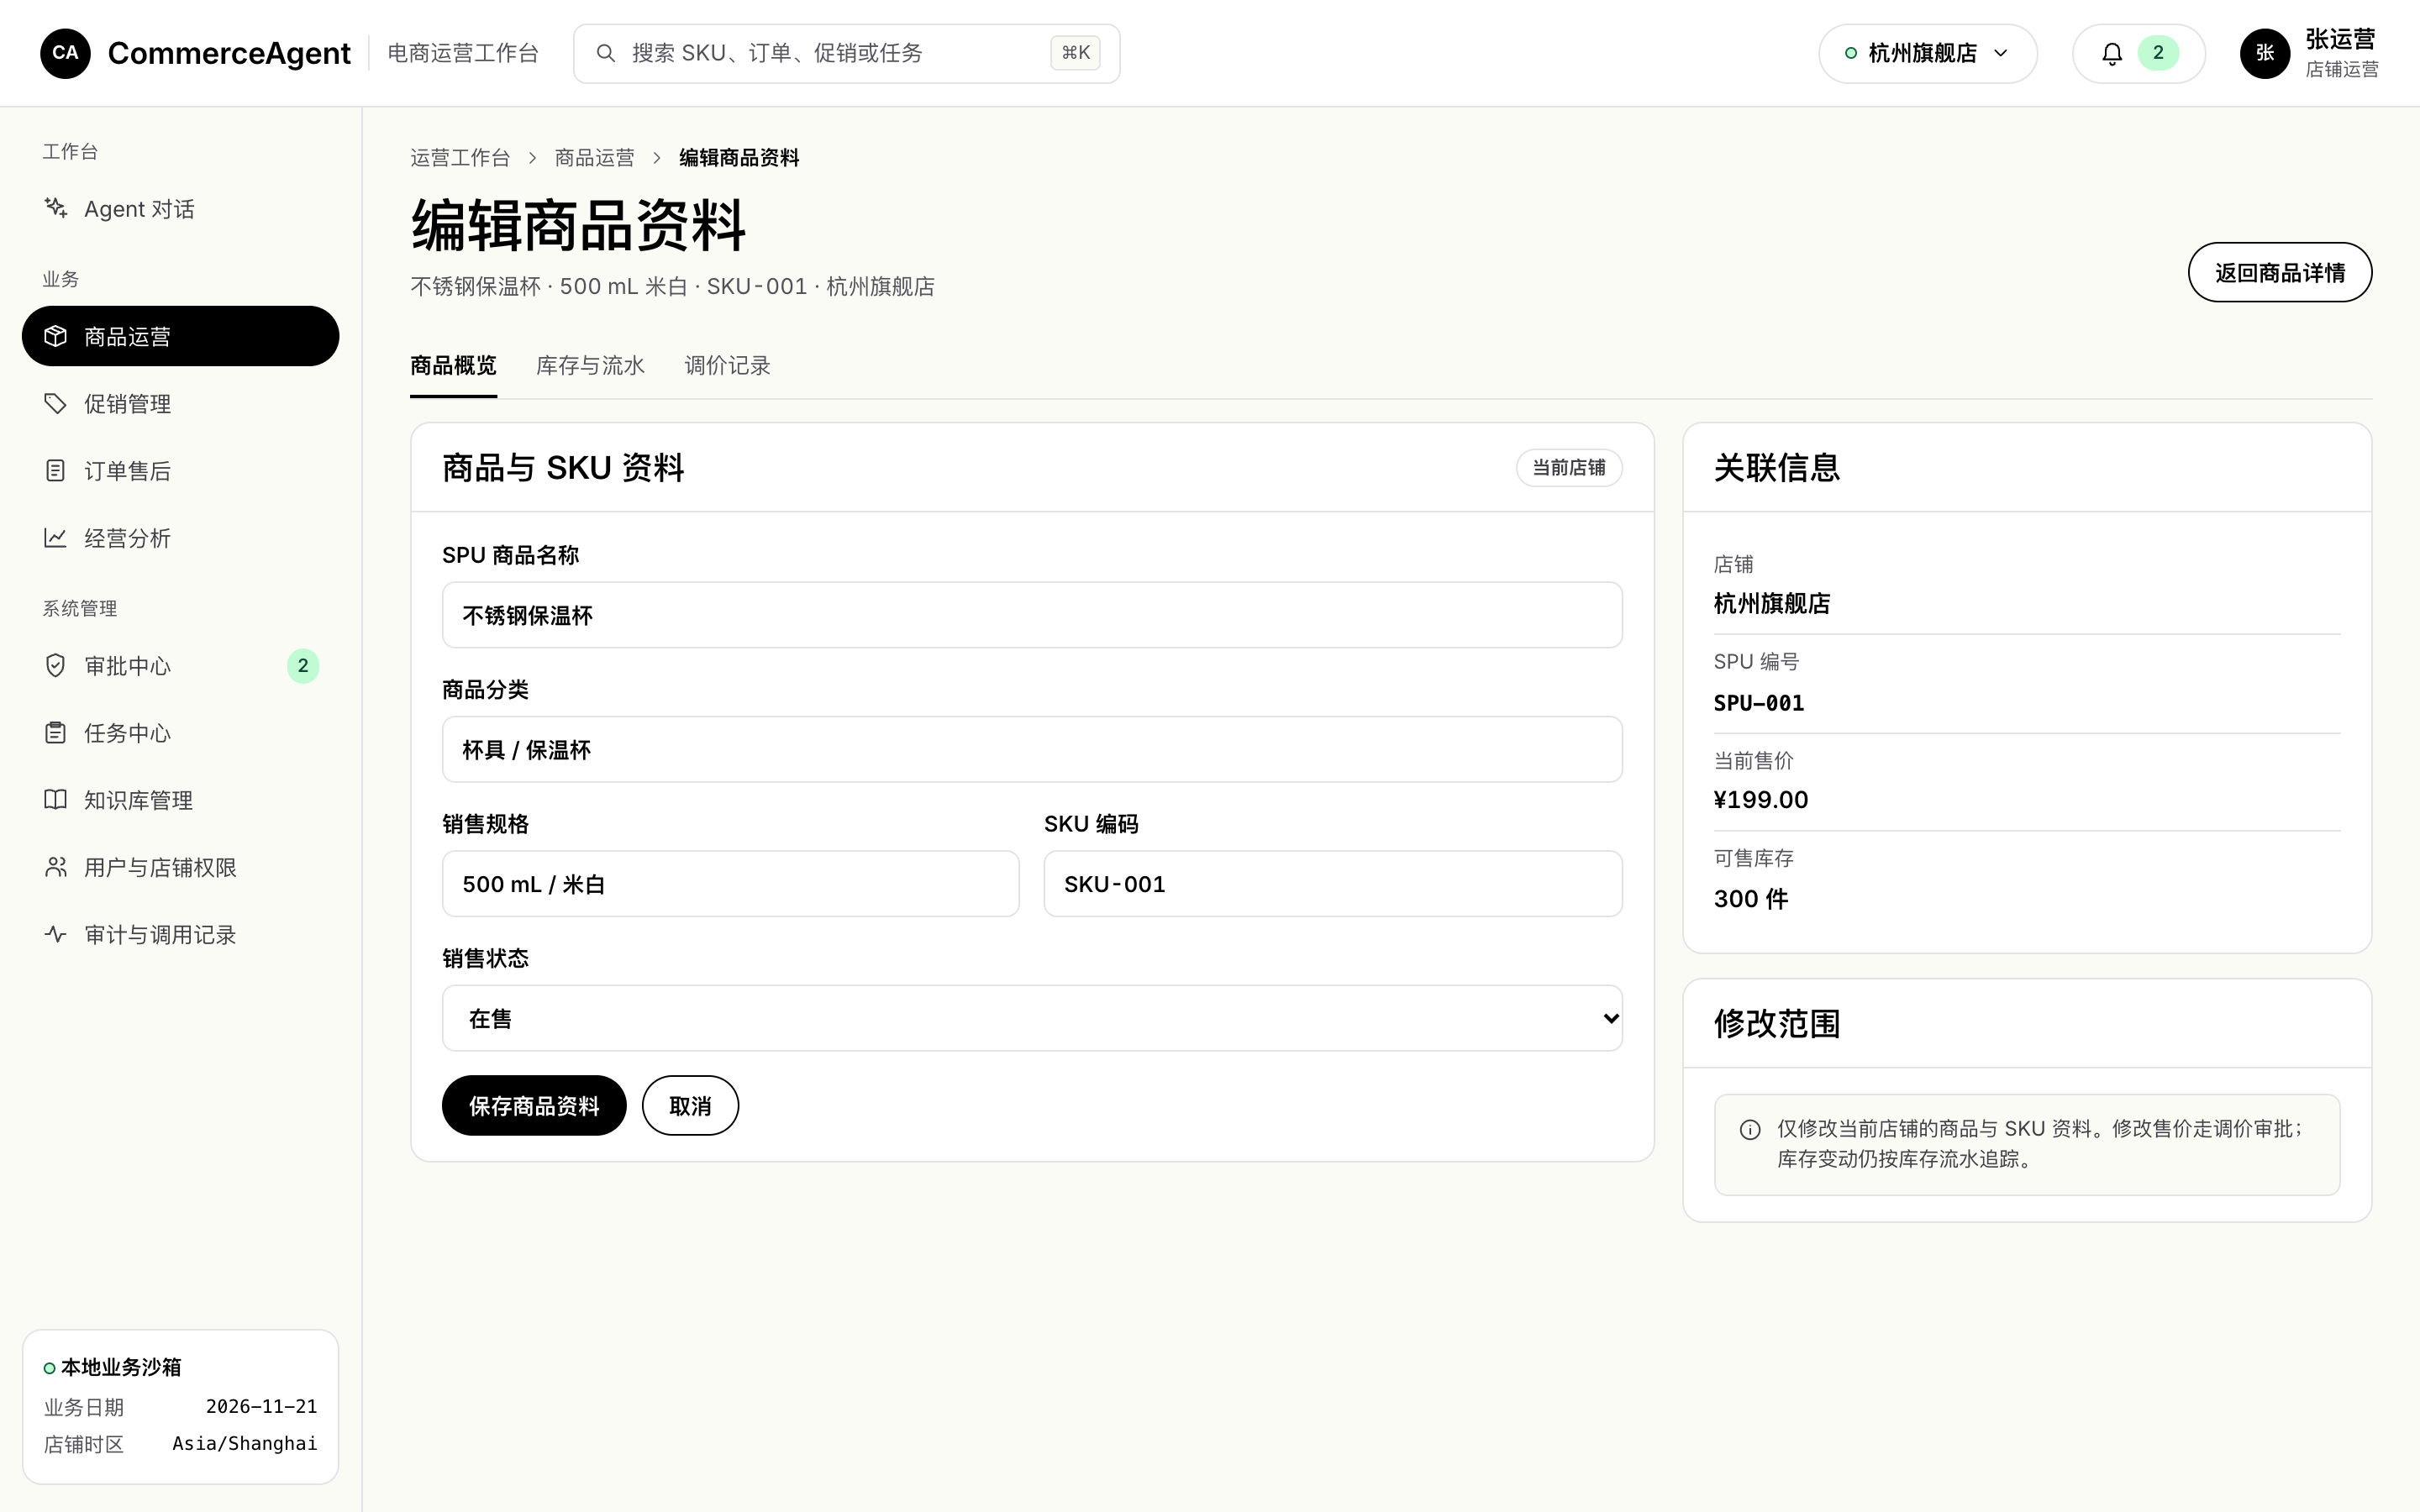 CA CommerceAgent 电商运营工作台 搜索 SKU、订单、促销或任务 ⌘K 杭州旗舰店 2 张 张运营
店铺运营
工作台
Agent 对话
业务
商品运营
促销管理
订单售后
经营分析
系统管理
审批中心 2
任务中心
知识库管理
用户与店铺权限
审计与调用记录
本地业务沙箱
业务日期 2026-11-21
店铺时区 Asia/Shanghai
运营工作台 > 商品运营 > 编辑商品资料
编辑商品资料
不锈钢保温杯 · 500 mL 米白 · SKU-001 · 杭州旗舰店
返回商品详情
商品概览 库存与流水 调价记录
商品与 SKU 资料 当前店铺
SPU 商品名称
不锈钢保温杯
商品分类
杯具 / 保温杯
销售规格 SKU 编码
500 mL / 米白 SKU-001
销售状态
在售
保存商品资料 取消
关联信息
店铺
杭州旗舰店
SPU 编号
SPU-001
当前售价
¥199.00
可售库存
300 件
修改范围
仅修改当前店铺的商品与 SKU 资料。修改售价走调价审批；
库存变动仍按库存流水追踪。